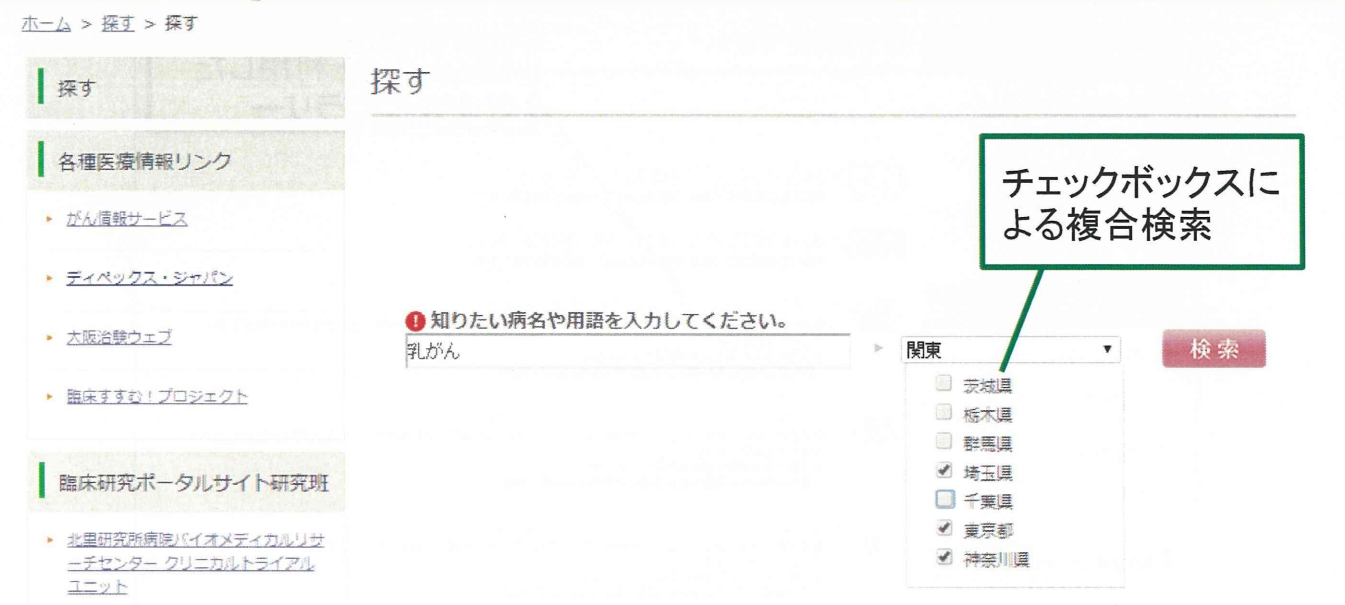 ホーム > 探す > 探す
探す
各種医療情報リンク
がん情報サービス
ディペックス・ジャパン
大阪治験ウェブ
臨床すすむ!プロジェクト
臨床研究ポータルサイト研究班
北里研究所病院バイオメディカルリサ
ーチセンター クリニカルトライアル
ユニット
探す
チェックボックスに
よる複合検索
知りたい病名や用語を入力してください。
乳がん
関東
検索
茨城県
栃木県
群馬県
埼玉県
千葉県
東京都
神奈川県